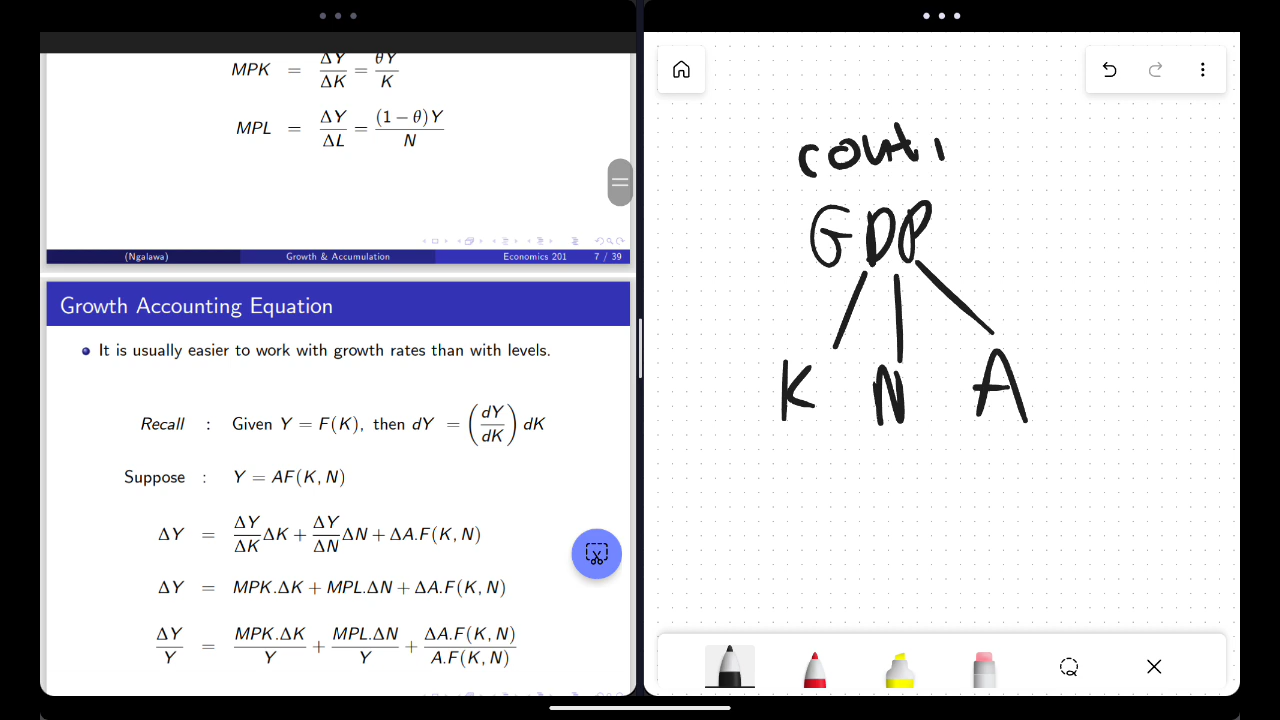 MPK = ΔY/ΔK = θY/K
MPL = ΔY/ΔL = (1 − θ)Y/N
(Ngalawa) Growth & Accumulation Economics 201 7 / 39
Growth Accounting Equation
It is usually easier to work with growth rates than with levels.
Recall : Given Y = F(K), then dY = (dY/dK) dK
Suppose : Y = AF(K, N)
ΔY = ΔY/ΔK ΔK + ΔY/ΔN ΔN + ΔA.F(K, N)
ΔY = MPK.ΔK + MPL.ΔN + ΔA.F(K, N)
ΔY/Y = MPK.ΔK/Y + MPL.ΔN/Y + ΔA.F(K, N)/A.F(K, N)
GDP
K N A